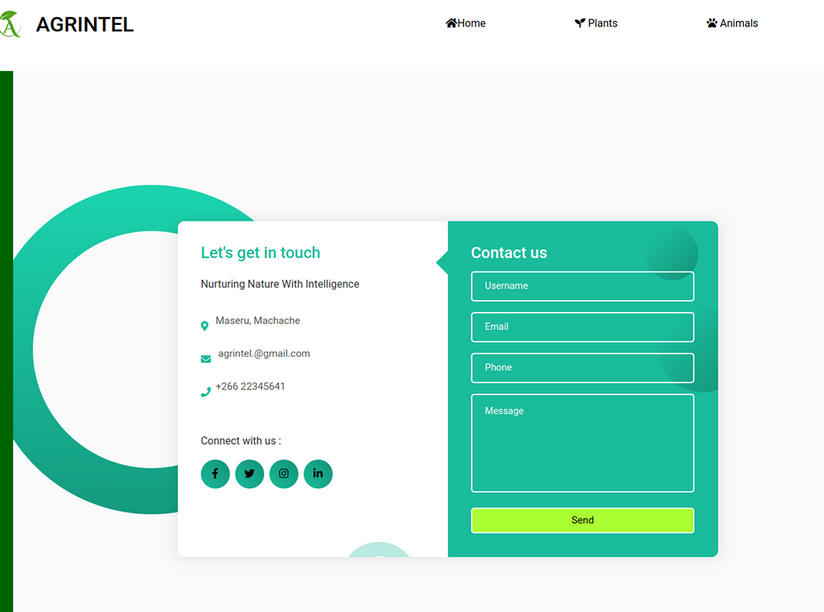 AGRINTEL
Home
Plants
Animals
Let's get in touch
Nurturing Nature With Intelligence
Maseru, Machache
agrintel.@gmail.com
+266 22345641
Connect with us :
Contact us
Username
Email
Phone
Message
Send